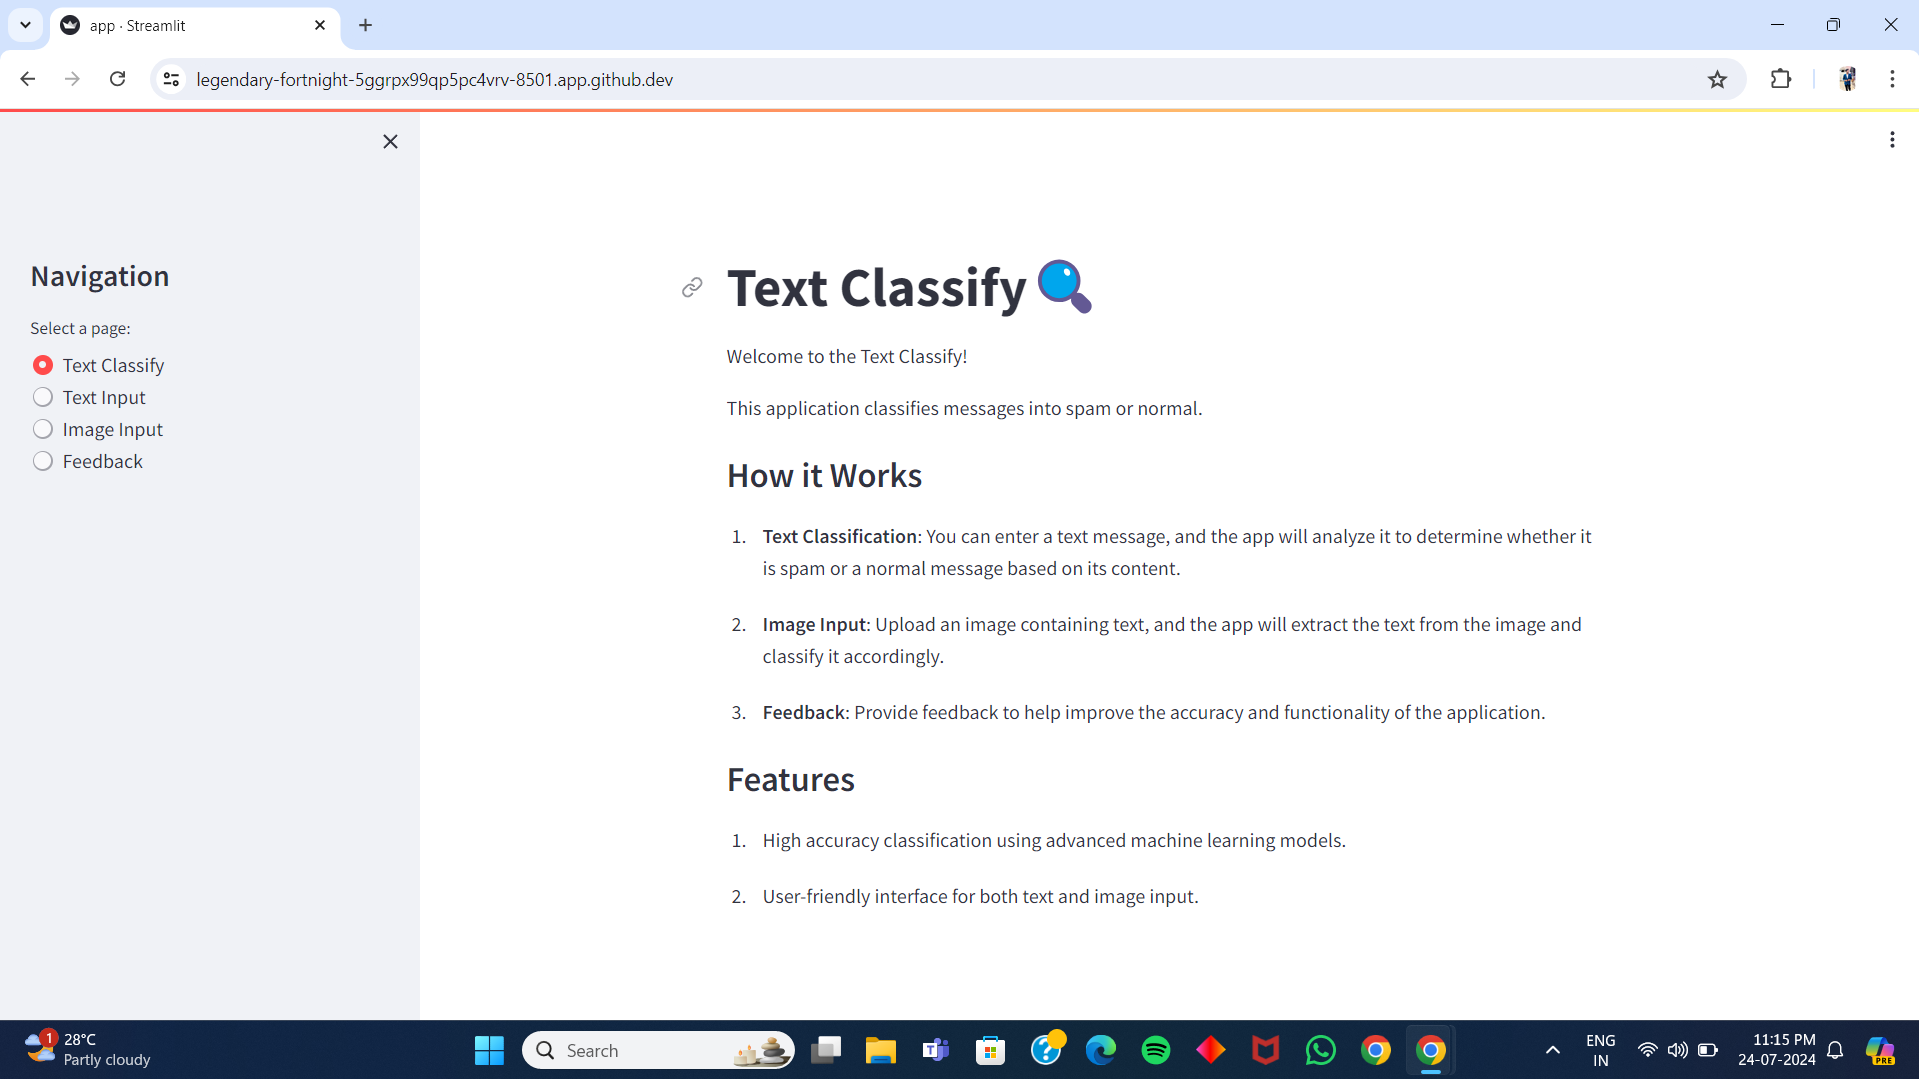 app · Streamlit
legendary-fortnight-5ggrpx99qp5pc4vrv-8501.app.github.dev
Navigation
Select a page:
Text Classify
Text Input
Image Input
Feedback
Text Classify
Welcome to the Text Classify!
This application classifies messages into spam or normal.
How it Works
1. Text Classification: You can enter a text message, and the app will analyze it to determine whether it
is spam or a normal message based on its content.
2. Image Input: Upload an image containing text, and the app will extract the text from the image and
classify it accordingly.
3. Feedback: Provide feedback to help improve the accuracy and functionality of the application.
Features
1. High accuracy classification using advanced machine learning models.
2. User-friendly interface for both text and image input.
1
28°C
Partly cloudy
Search
T
?
ENG
IN
11:15 PM
24-07-2024
PRE